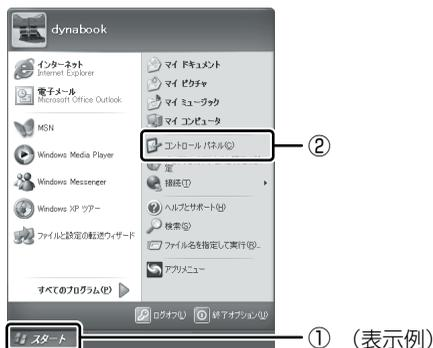 dynabook
インターネット
Internet Explorer
電子メール
Microsoft Office Outlook
MSN
Windows Media Player
Windows Messenger
Windows XP ツアー
ファイルと設定の転送ウィザード
すべてのプログラム(P)
マイ ドキュメント
マイ ピクチャ
マイ ミュージック
マイ コンピュータ
コントロール パネル(C)
定
接続(T)
ヘルプとサポート(H)
検索(S)
ファイル名を指定して実行(R)...
アプリメニュー
ログオフ(L)
終了オプション(U)
スタート
②
① (表示例)